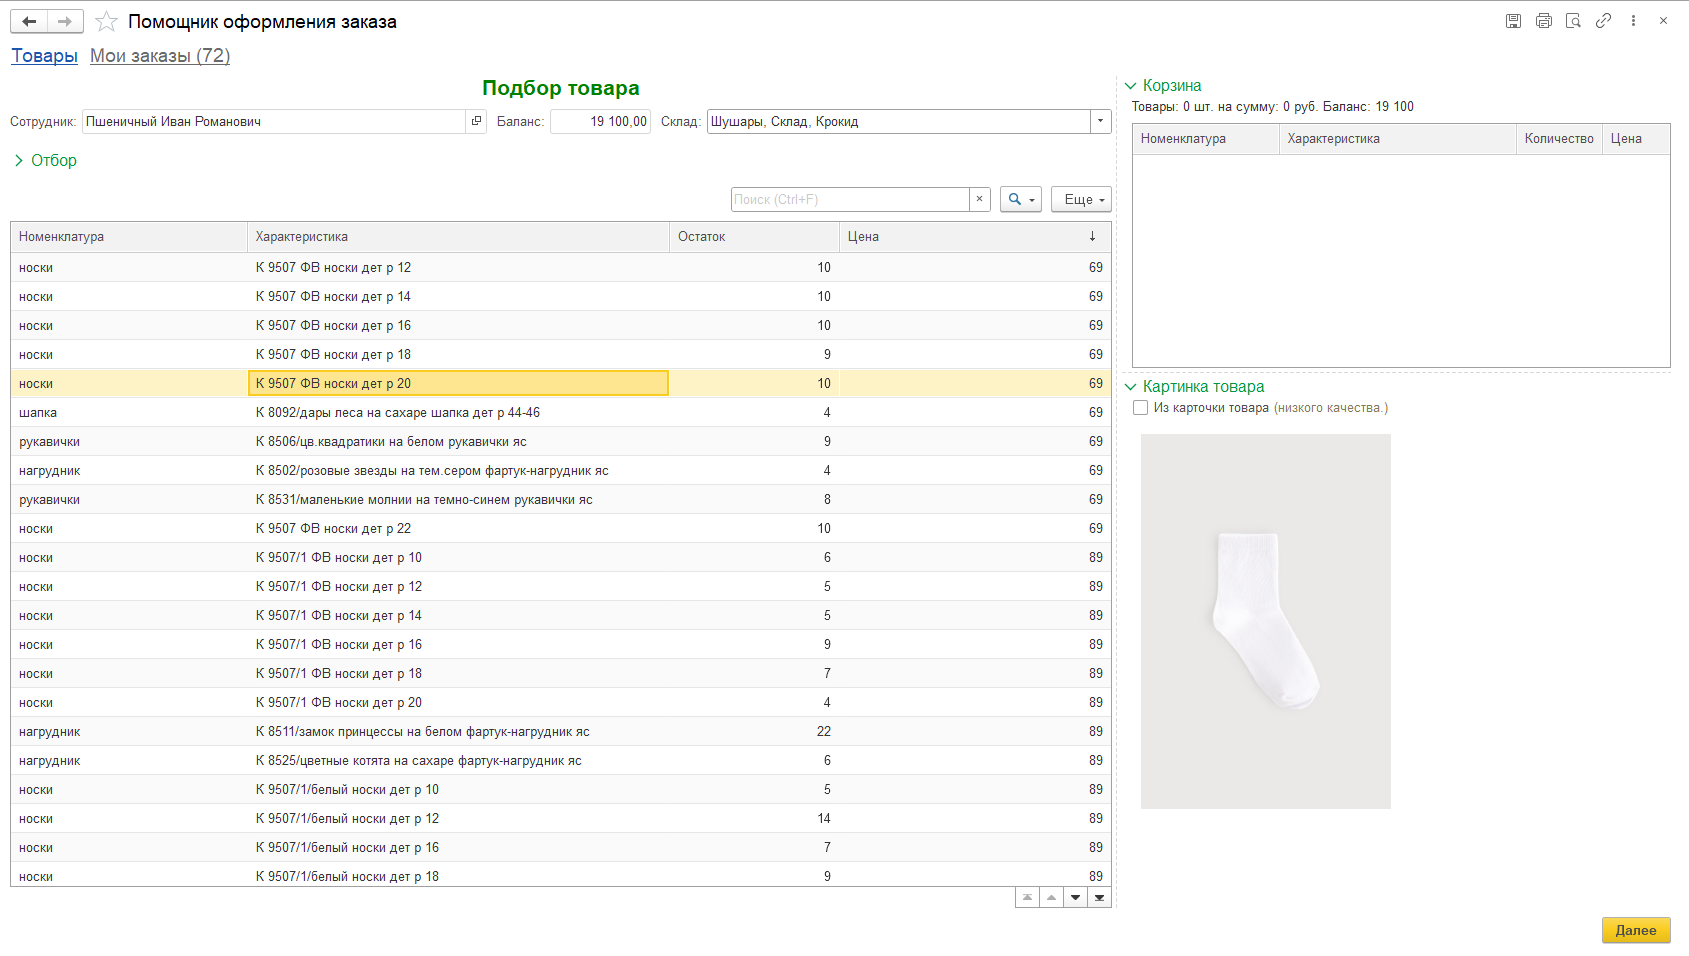 Помощник оформления заказа
Товары Мои заказы (72)
Подбор товара
Сотрудник: Пшеничный Иван Романович Баланс: 19 100,00 Склад: Шушары, Склад, Крокид
Отбор
Поиск (Ctrl+F) × Еще
Номенклатура Характеристика Остаток Цена ↓
носки К 9507 ФВ носки дет р 12 10 69
носки К 9507 ФВ носки дет р 14 10 69
носки К 9507 ФВ носки дет р 16 10 69
носки К 9507 ФВ носки дет р 18 9 69
носки К 9507 ФВ носки дет р 20 10 69
шапка К 8092/дары леса на сахаре шапка дет р 44-46 4 69
рукавички К 8506/цв.квадратики на белом рукавички яс 9 69
нагрудник К 8502/розовые звезды на тем.сером фартук-нагрудник яс 4 69
рукавички К 8531/маленькие молнии на темно-синем рукавички яс 8 69
носки К 9507 ФВ носки дет р 22 10 69
носки К 9507/1 ФВ носки дет р 10 6 89
носки К 9507/1 ФВ носки дет р 12 5 89
носки К 9507/1 ФВ носки дет р 14 5 89
носки К 9507/1 ФВ носки дет р 16 9 89
носки К 9507/1 ФВ носки дет р 18 7 89
носки К 9507/1 ФВ носки дет р 20 4 89
нагрудник К 8511/замок принцессы на белом фартук-нагрудник яс 22 89
нагрудник К 8525/цветные котята на сахаре фартук-нагрудник яс 6 89
носки К 9507/1/белый носки дет р 10 5 89
носки К 9507/1/белый носки дет р 12 14 89
носки К 9507/1/белый носки дет р 16 7 89
носки К 9507/1/белый носки дет р 18 9 89
Корзина
Товары: 0 шт. на сумму: 0 руб. Баланс: 19 100
Номенклатура Характеристика Количество Цена
Картинка товара
Из карточки товара (низкого качества.)
Далее